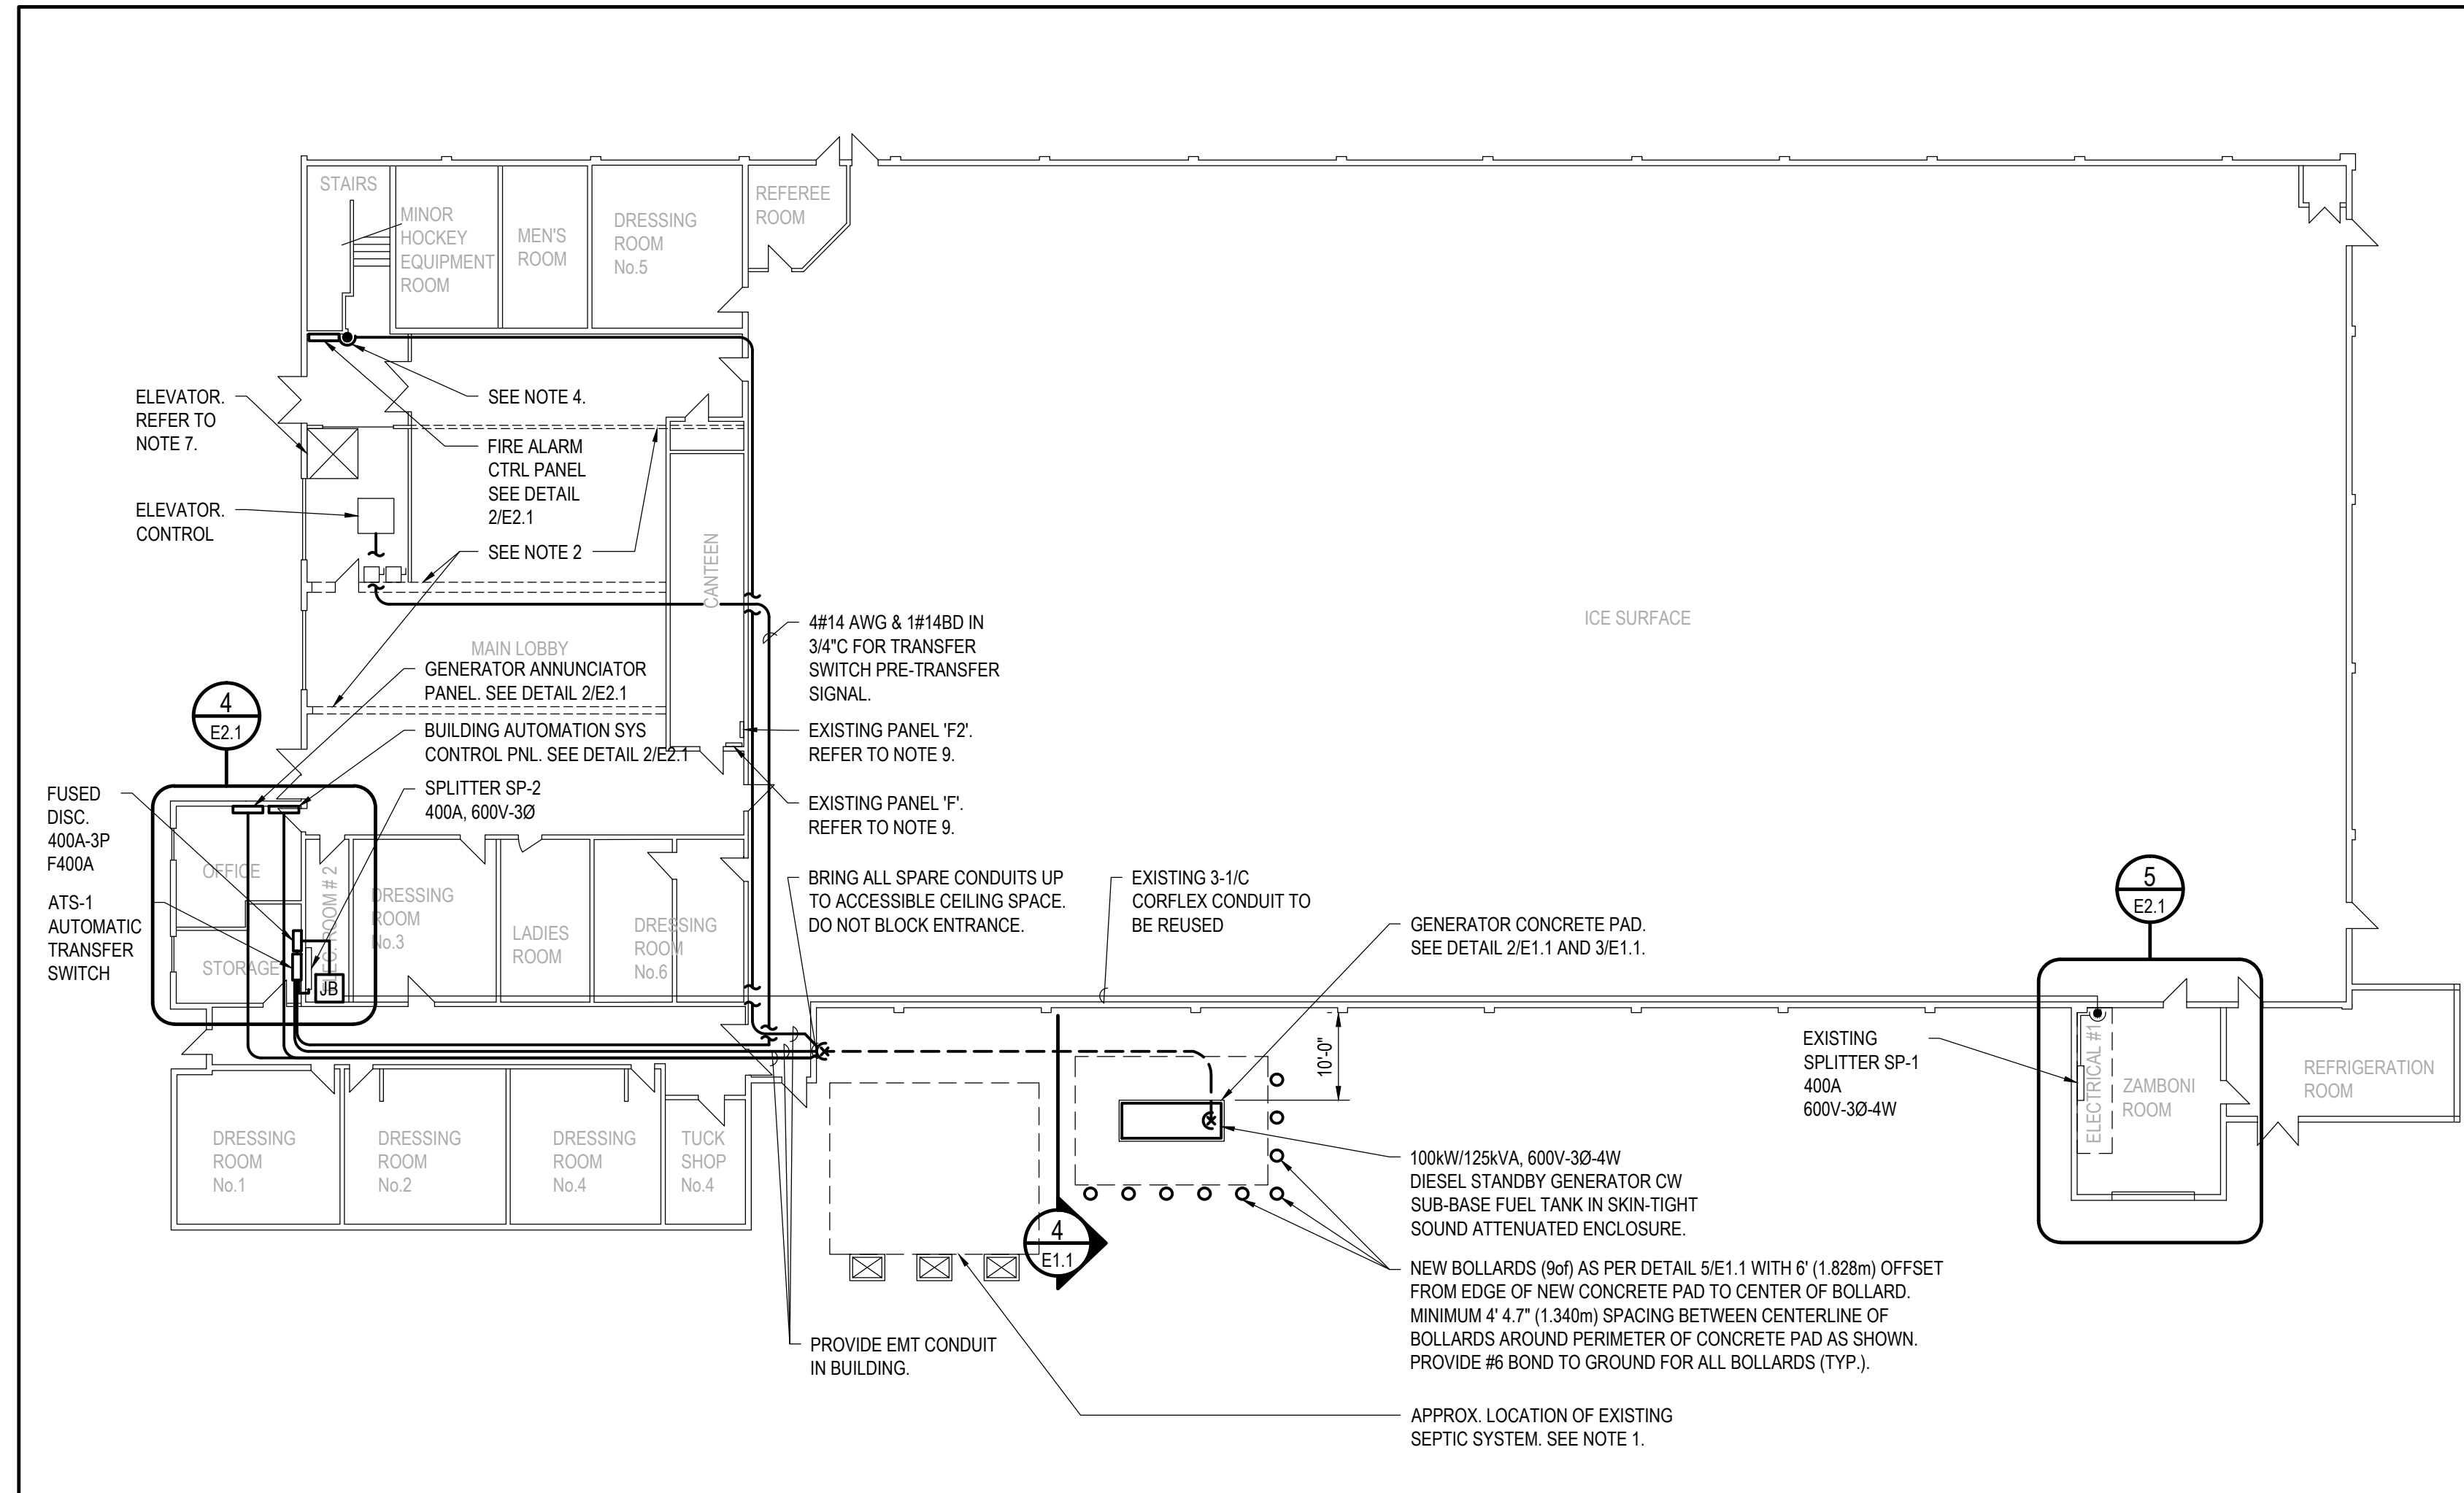 STAIRS
MINOR
HOCKEY
EQUIPMENT
ROOM
MEN'S
ROOM
DRESSING
ROOM
No.5
REFEREE
ROOM
ELEVATOR.
REFER TO
NOTE 7.
SEE NOTE 4.
FIRE ALARM
CTRL PANEL
SEE DETAIL
2/E2.1
ELEVATOR.
CONTROL
SEE NOTE 2
CANTEEN
ICE SURFACE
4#14 AWG & 1#14BD IN
3/4"C FOR TRANSFER
SWITCH PRE-TRANSFER
SIGNAL.
MAIN LOBBY
GENERATOR ANNUNCIATOR
PANEL. SEE DETAIL 2/E2.1
4
E2.1
BUILDING AUTOMATION SYS
CONTROL PNL. SEE DETAIL 2/E2.1
EXISTING PANEL 'F2'.
REFER TO NOTE 9.
SPLITTER SP-2
400A, 600V-3Ø
EXISTING PANEL 'F'.
REFER TO NOTE 9.
FUSED
DISC.
400A-3P
F400A
ATS-1
AUTOMATIC
TRANSFER
SWITCH
OFFICE
STORAGE
ELEC. ROOM # 2
JB
DRESSING
ROOM
No.3
LADIES
ROOM
DRESSING
ROOM
No.6
BRING ALL SPARE CONDUITS UP
TO ACCESSIBLE CEILING SPACE.
DO NOT BLOCK ENTRANCE.
EXISTING 3-1/C
CORFLEX CONDUIT TO
BE REUSED
GENERATOR CONCRETE PAD.
SEE DETAIL 2/E1.1 AND 3/E1.1.
5
E2.1
10'-0"
EXISTING
SPLITTER SP-1
400A
600V-3Ø-4W
ELECTRICAL #1
ZAMBONI
ROOM
REFRIGERATION
ROOM
DRESSING
ROOM
No.1
DRESSING
ROOM
No.2
DRESSING
ROOM
No.4
TUCK
SHOP
No.4
100kW/125kVA, 600V-3Ø-4W
DIESEL STANDBY GENERATOR CW
SUB-BASE FUEL TANK IN SKIN-TIGHT
SOUND ATTENUATED ENCLOSURE.
4
E1.1
NEW BOLLARDS (9of) AS PER DETAIL 5/E1.1 WITH 6' (1.828m) OFFSET
FROM EDGE OF NEW CONCRETE PAD TO CENTER OF BOLLARD.
MINIMUM 4' 4.7" (1.340m) SPACING BETWEEN CENTERLINE OF
BOLLARDS AROUND PERIMETER OF CONCRETE PAD AS SHOWN.
PROVIDE #6 BOND TO GROUND FOR ALL BOLLARDS (TYP.).
PROVIDE EMT CONDUIT
IN BUILDING.
APPROX. LOCATION OF EXISTING
SEPTIC SYSTEM. SEE NOTE 1.